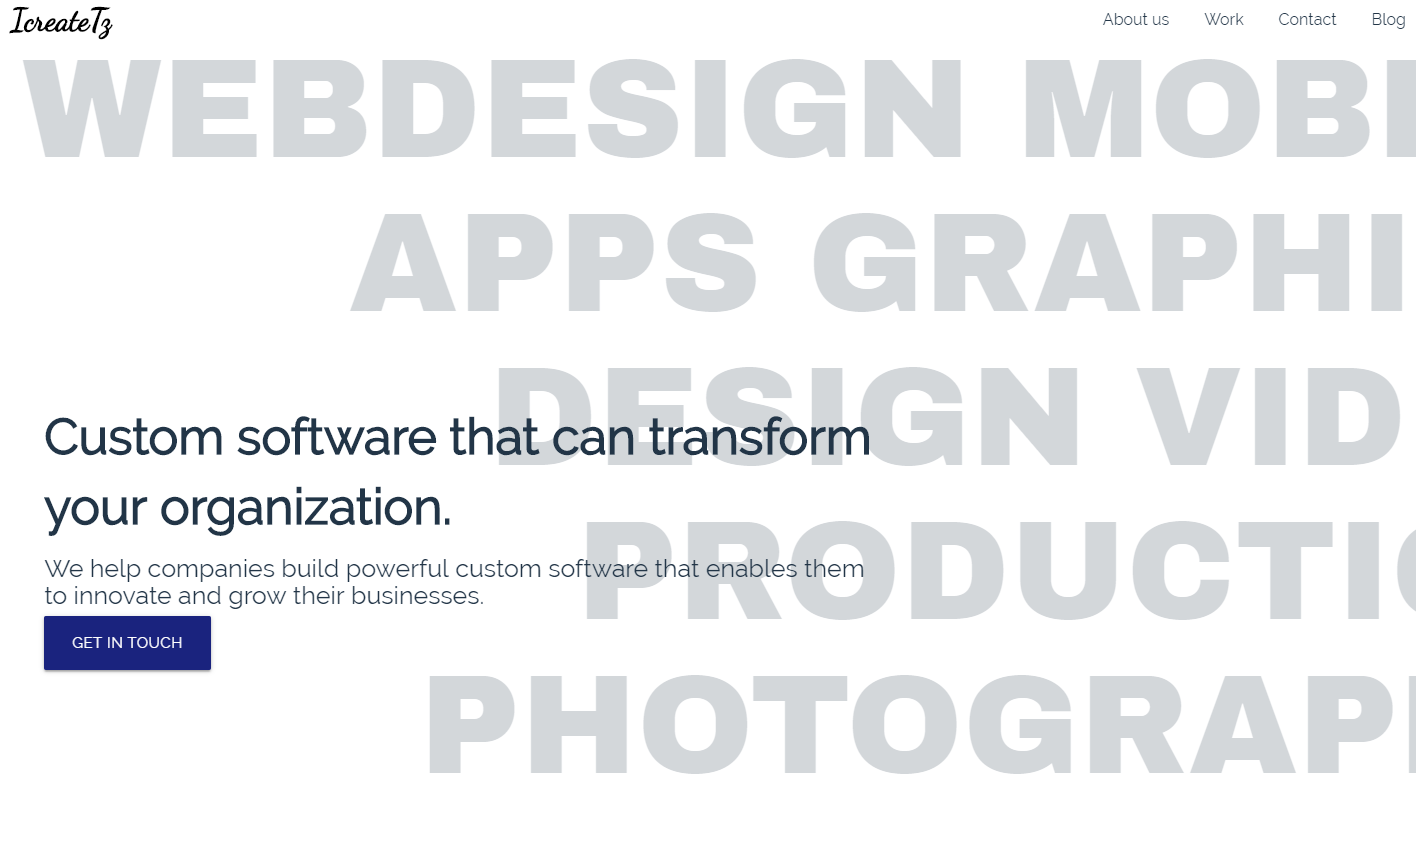 IcreateTz
About us
Work
Contact
Blog
WEBDESIGN MOBI
APPS GRAPHI
DESIGN VID
PRODUCTIO
PHOTOGRAP
Custom software that can transform
your organization.
We help companies build powerful custom software that enables them
to innovate and grow their businesses.
GET IN TOUCH